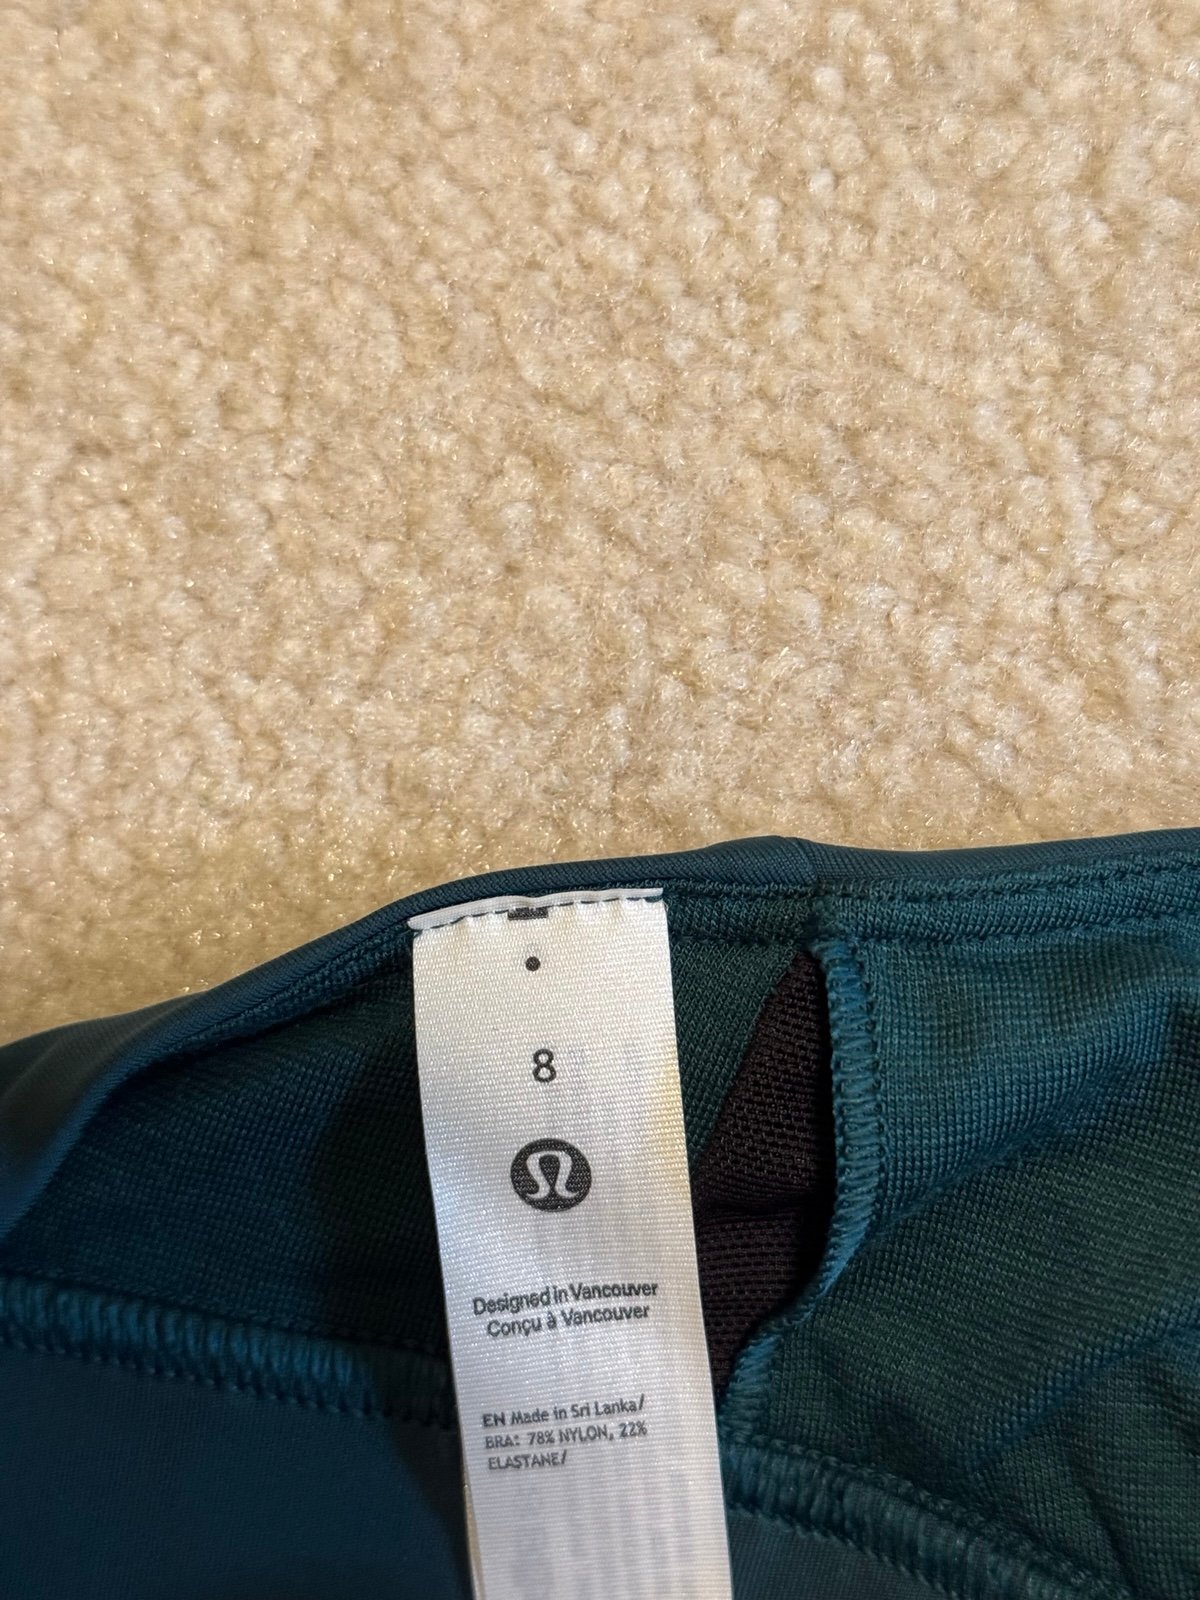 8
Designed in Vancouver
Conçu à Vancouver
EN Made in Sri Lanka/
BRA: 78% NYLON, 22%
ELASTANE/